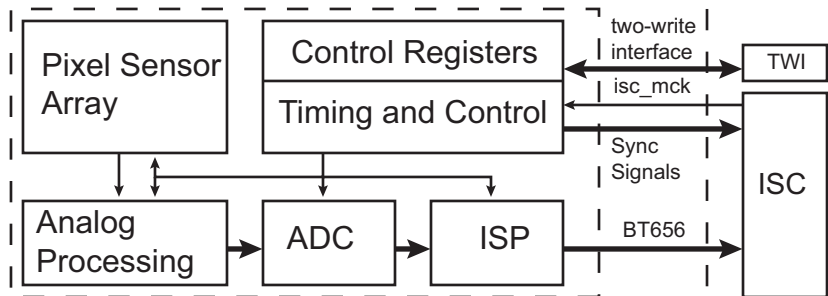 Pixel Sensor
Array
Control Registers
Timing and Control
two-write
interface
TWI
isc_mck
Sync
Signals
ISC
Analog
Processing
ADC
ISP
BT656